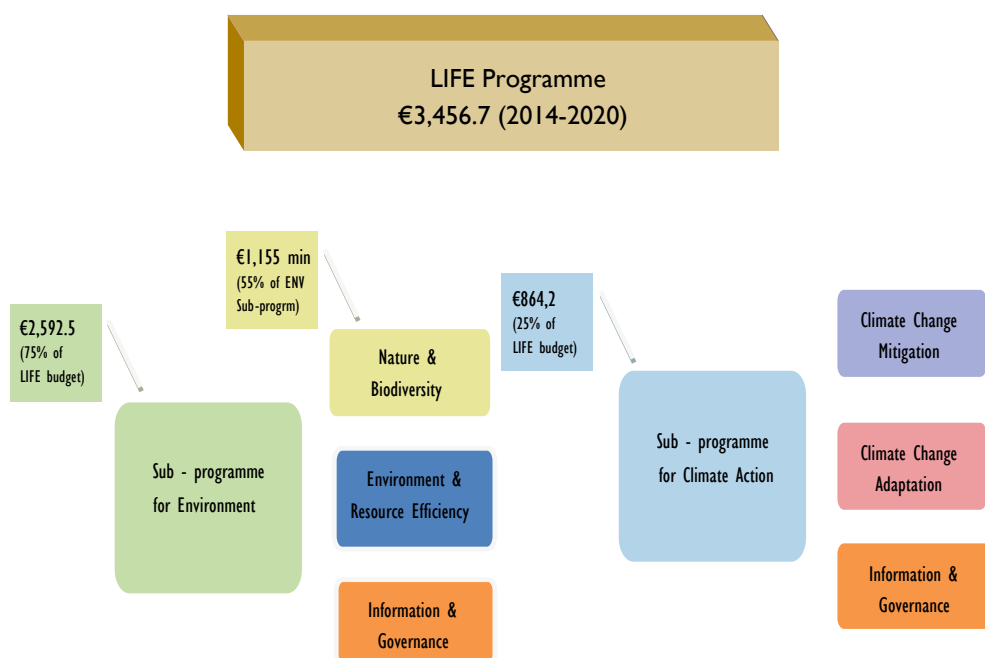 LIFE Programme
€3,456.7 (2014-2020)
€2,592.5
(75% of
LIFE budget)
Sub - programme
for Environment
€1,155 min
(55% of ENV
Sub-progrm)
Nature &
Biodiversity
Environment &
Resource Efficiency
Information &
Governance
€864,2
(25% of
LIFE budget)
Sub - programme
for Climate Action
Climate Change
Mitigation
Climate Change
Adaptation
Information &
Governance